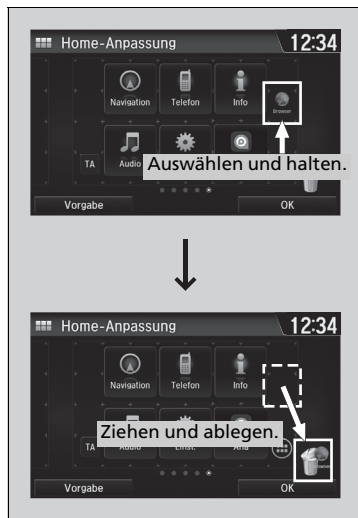 Home-Anpassung 12:34
Navigation Telefon Info Browser
TA Audio
Auswählen und halten.
Vorgabe OK
Home-Anpassung 12:34
Navigation Telefon Info
Ziehen und ablegen.
TA Audio Einst. Aha
Vorgabe OK